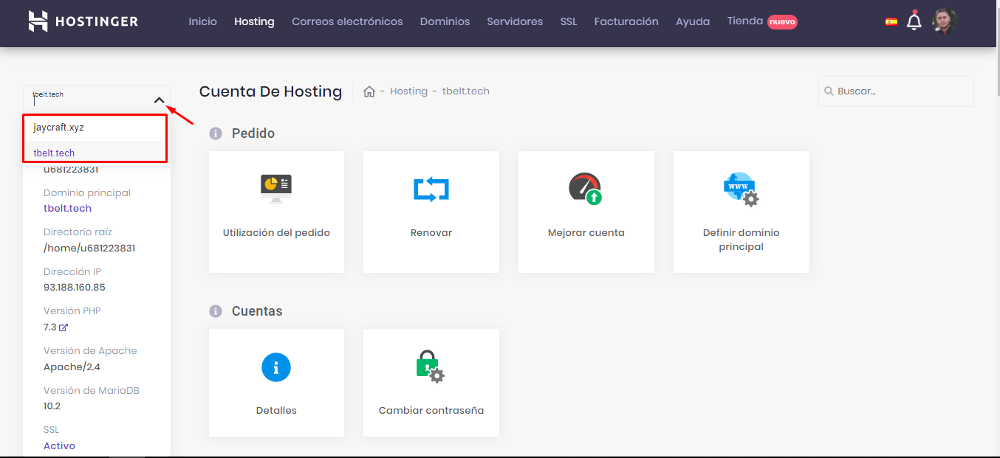 HOSTINGER
Inicio
Hosting
Correos electrónicos
Dominios
Servidores
SSL
Facturación
Ayuda
Tienda nuevo
tbelt.tech
jaycraft.xyz
tbelt.tech
u681223831
Dominio principal
tbelt.tech
Directorio raíz
/home/u681223831
Dirección IP
93.188.160.85
Versión PHP
7.3
Versión de Apache
Apache/2.4
Versión de MariaDB
10.2
SSL
Activo
Cuenta De Hosting
- Hosting - tbelt.tech
Buscar...
Pedido
Utilización del pedido
Renovar
Mejorar cuenta
www
Definir dominio
principal
Cuentas
Detalles
Cambiar contraseña